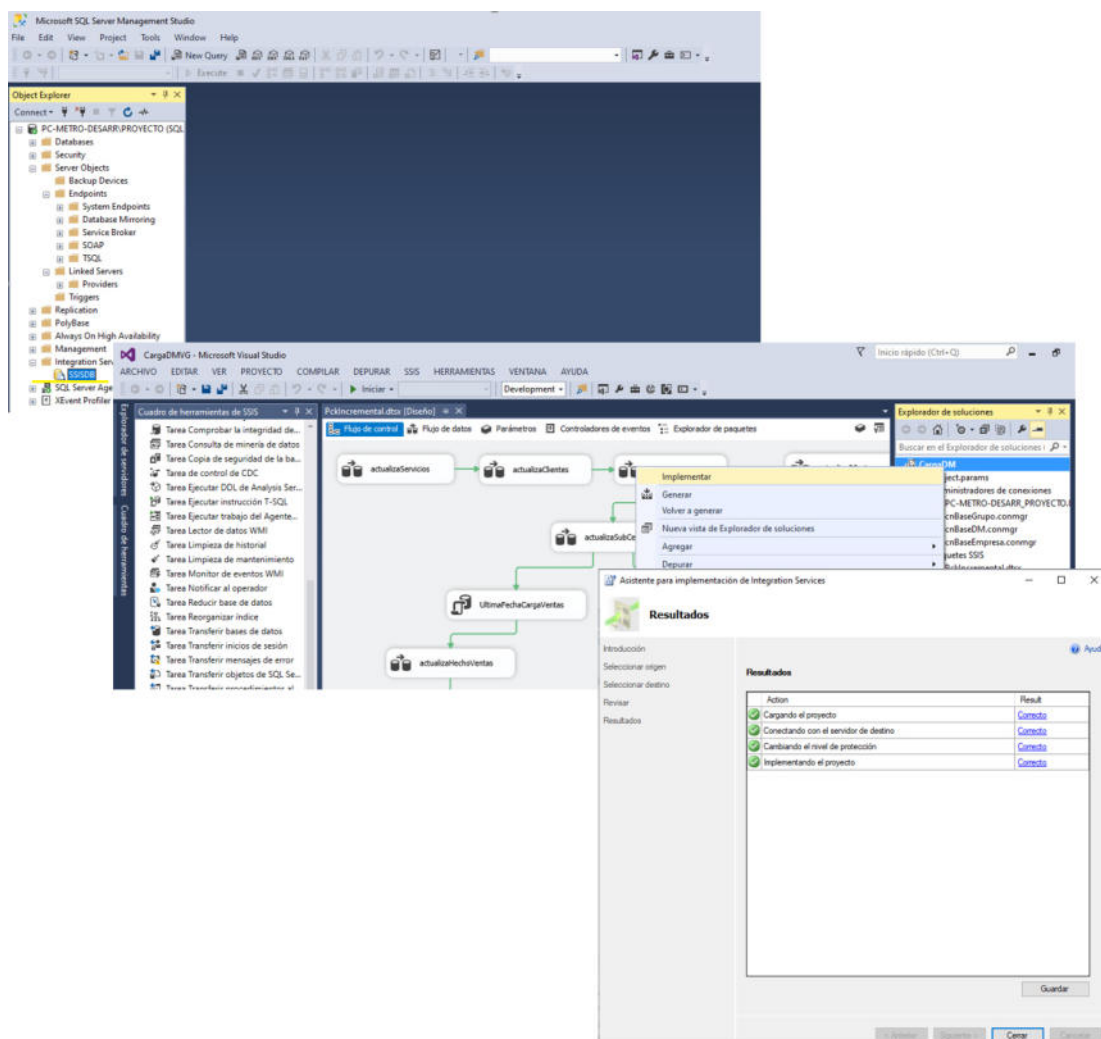 Microsoft SQL Server Management Studio
File Edit View Project Tools Window Help
New Query
Execute
Object Explorer
Connect
PC-METRO-DESARR\PROYECTO (SQL
Databases
Security
Server Objects
Backup Devices
Endpoints
System Endpoints
Database Mirroring
Service Broker
SOAP
TSQL
Linked Servers
Providers
Triggers
Replication
PolyBase
Always On High Availability
Management
Integration Serv
SSISDB
SQL Server Age
XEvent Profiler
CargaDMVG - Microsoft Visual Studio
Inicio rápido (Ctrl+Q)
ARCHIVO EDITAR VER PROYECTO COMPILAR DEPURAR SSIS HERRAMIENTAS VENTANA AYUDA
Iniciar
Development
Explorador de servidores
Cuadro de herramientas
Cuadro de herramientas de SSIS
Tarea Comprobar la integridad de...
Tarea Consulta de minería de datos
Tarea Copia de seguridad de la ba...
Tarea de control de CDC
Tarea Ejecutar DDL de Analysis Ser...
Tarea Ejecutar instrucción T-SQL
Tarea Ejecutar trabajo del Agente...
Tarea Lector de datos WMI
Tarea Limpieza de historial
Tarea Limpieza de mantenimiento
Tarea Monitor de eventos WMI
Tarea Notificar al operador
Tarea Reducir base de datos
Tarea Reorganizar índice
Tarea Transferir bases de datos
Tarea Transferir inicios de sesión
Tarea Transferir mensajes de error
Tarea Transferir objetos de SQL Se...
Tarea Transferir procedimientos al
PckIncremental.dtsx [Diseño]
Flujo de control Flujo de datos Parámetros Controladores de eventos Explorador de paquetes
actualizaServicios
actualizaClientes
actualizaSubCe
UltimaFechaCargaVentas
actualizaHechoVentas
Implementar
Generar
Volver a generar
Nueva vista de Explorador de soluciones
Agregar
Depurar
Explorador de soluciones
Buscar en el Explorador de soluciones
CargaDM
ject.params
ministradores de conexiones
PC-METRO-DESARR_PROYECTO.
cnBaseGrupo.conmgr
cnBaseDM.conmgr
cnBaseEmpresa.conmgr
quetes SSIS
PckIncremental.dtsx
Asistente para implementación de Integration Services
Resultados
Introducción
Seleccionar origen
Seleccionar destino
Revisar
Resultados
Ayud
Resultados
Action Result
Cargando el proyecto Correcto
Conectando con el servidor de destino Correcto
Cambiando el nivel de protección Correcto
Implementando el proyecto Correcto
Guardar
< Anterior Siguiente > Cerrar Cancelar